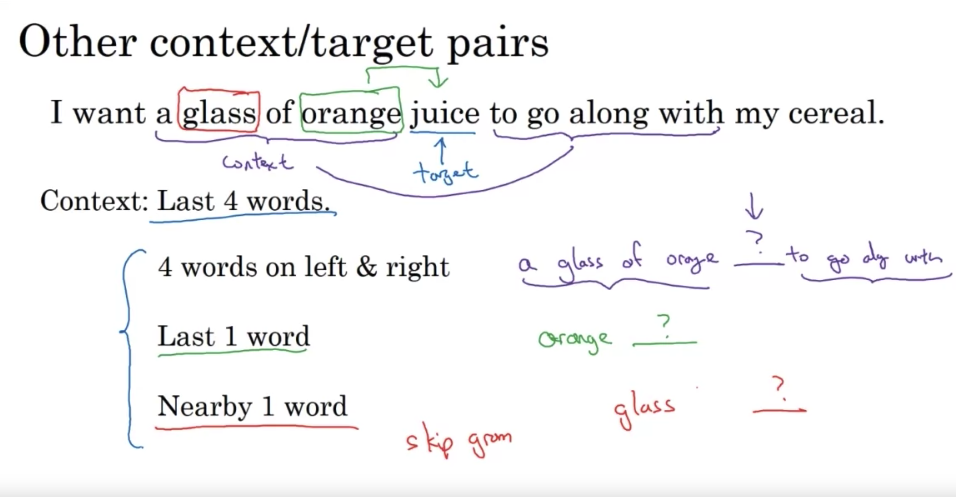 Other context/target pairs
I want a glass of orange juice to go along with my cereal.
context
target
Context: Last 4 words.
4 words on left & right
a glass of orange ? to go alg with
Last 1 word
orange ?
Nearby 1 word
glass ?
skip gram